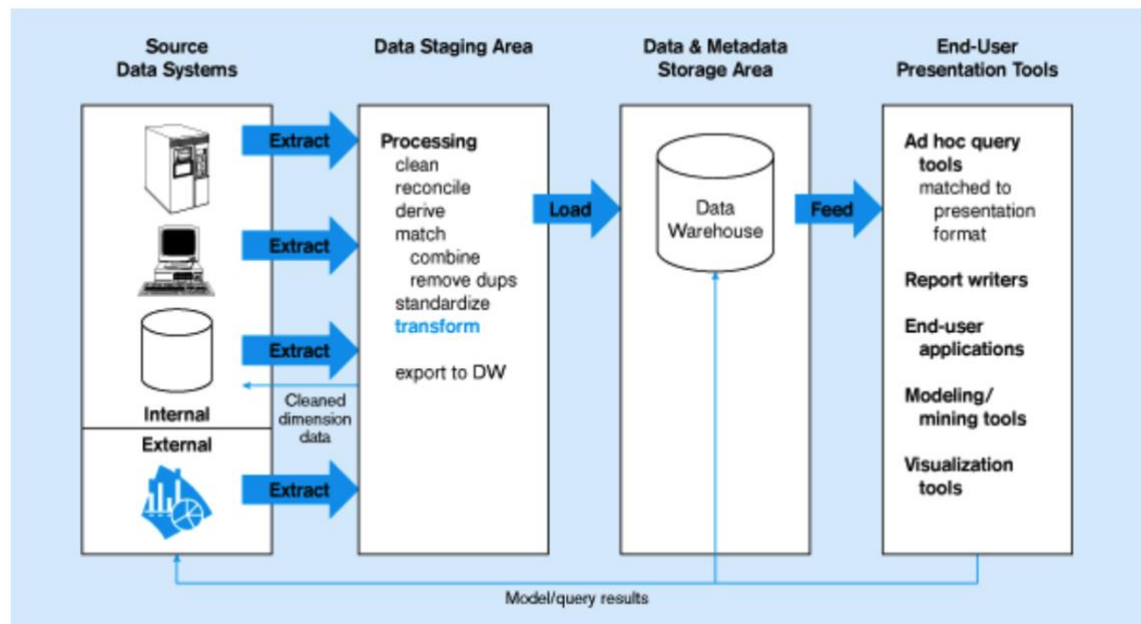 Source
Data Systems
Data Staging Area
Data & Metadata
Storage Area
End-User
Presentation Tools
Extract
Extract
Extract
Cleaned
dimension
data
Internal
External
Extract
Processing
clean
reconcile
derive
match
combine
remove dups
standardize
transform
export to DW
Load
Data
Warehouse
Feed
Ad hoc query
tools
matched to
presentation
format
Report writers
End-user
applications
Modeling/
mining tools
Visualization
tools
Model/query results